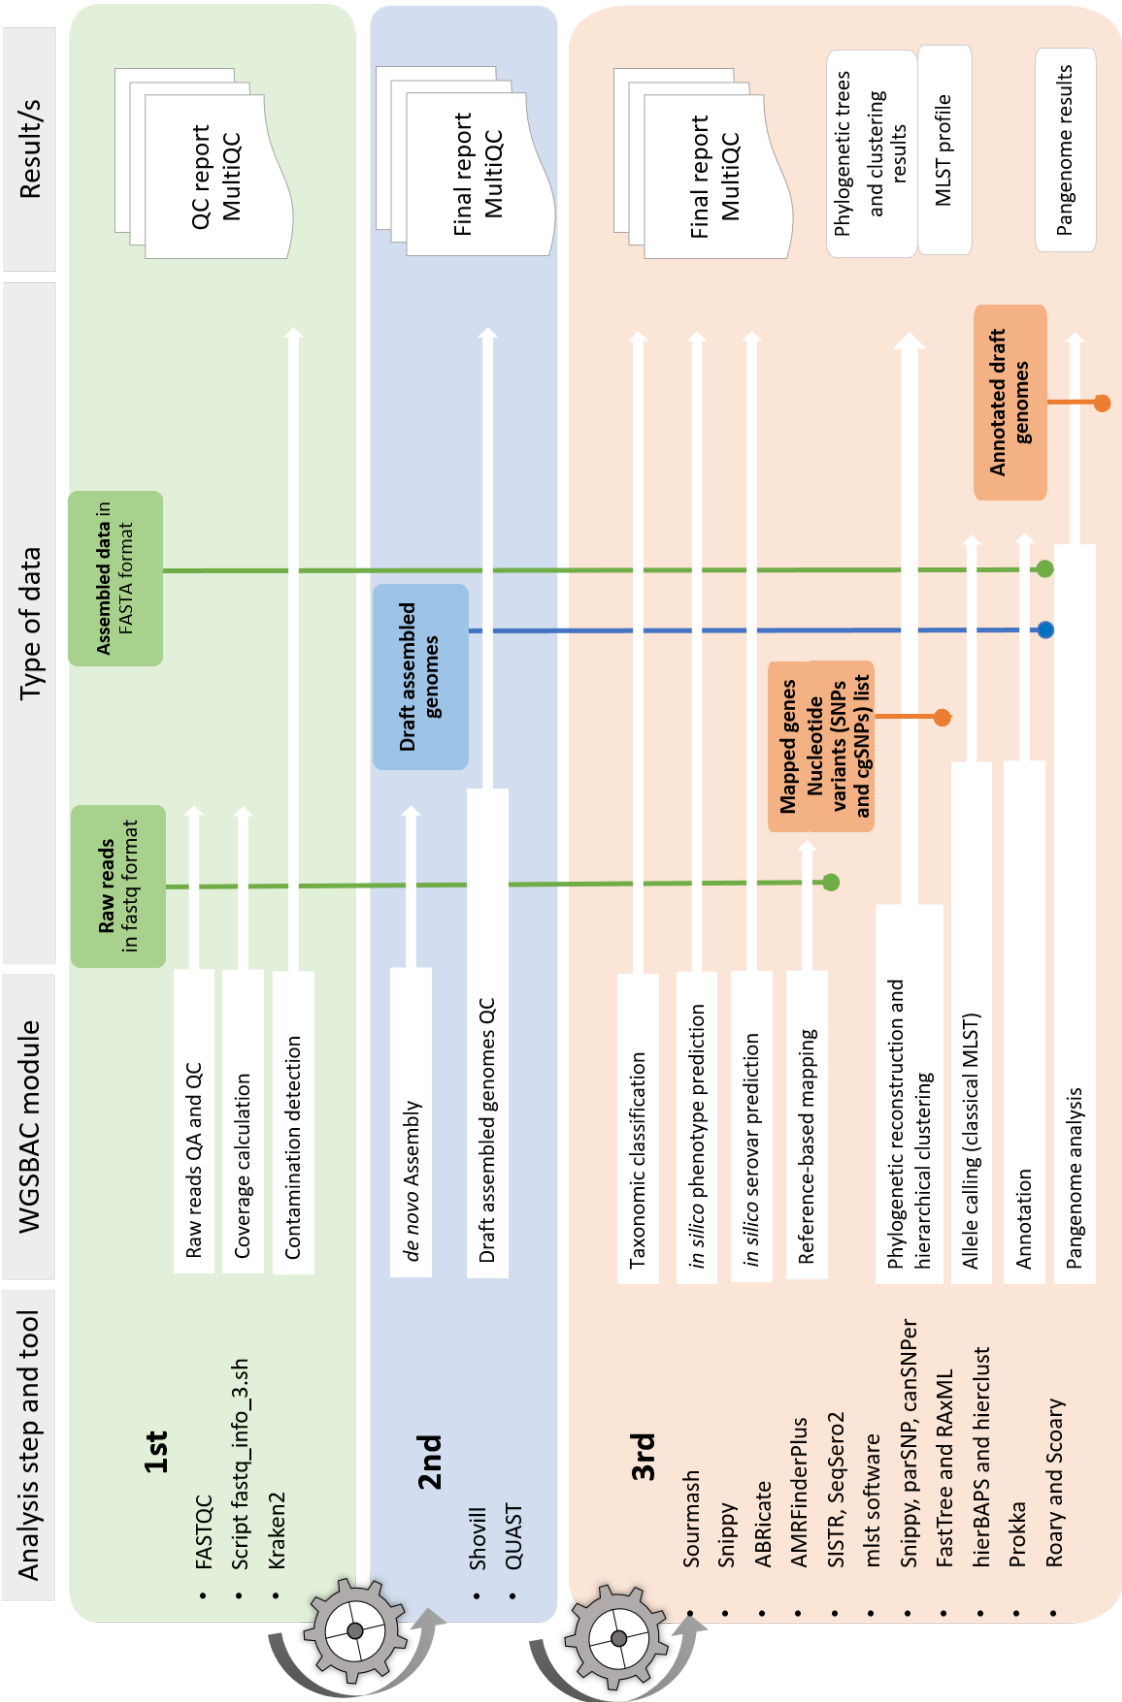 Analysis step and tool
WGSBAC module
Type of data
Result/s
1st
• FASTQC
• Script fastq_info_3.sh
• Kraken2
Raw reads QA and QC
Coverage calculation
Contamination detection
Raw reads
in fastq format
Assembled data in
FASTA format
QC report
MultiQC
2nd
• Shovill
• QUAST
de novo Assembly
Draft assembled genomes QC
Draft assembled
genomes
Final report
MultiQC
3rd
• Sourmash
• Snippy
• ABRicate
• AMRFinderPlus
• SISTR, SeqSero2
• mlst software
• Snippy, parSNP, canSNPer
• FastTree and RAxML
• hierBAPS and hierclust
• Prokka
• Roary and Scoary
Taxonomic classification
in silico phenotype prediction
in silico serovar prediction
Reference-based mapping
Phylogenetic reconstruction and
hierarchical clustering
Allele calling (classical MLST)
Annotation
Pangenome analysis
Mapped genes
Nucleotide
variants (SNPs
and cgSNPs) list
Annotated draft
genomes
Final report
MultiQC
Phylogenetic trees
and clustering
results
MLST profile
Pangenome results